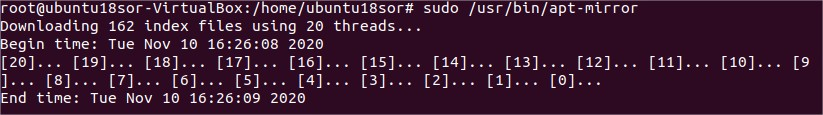 root@ubuntu18sor-VirtualBox:/home/ubuntu18sor# sudo /usr/bin/apt-mirror
Downloading 162 index files using 20 threads...
Begin time: Tue Nov 10 16:26:08 2020
[20]... [19]... [18]... [17]... [16]... [15]... [14]... [13]... [12]... [11]... [10]... [9
]... [8]... [7]... [6]... [5]... [4]... [3]... [2]... [1]... [0]...
End time: Tue Nov 10 16:26:09 2020